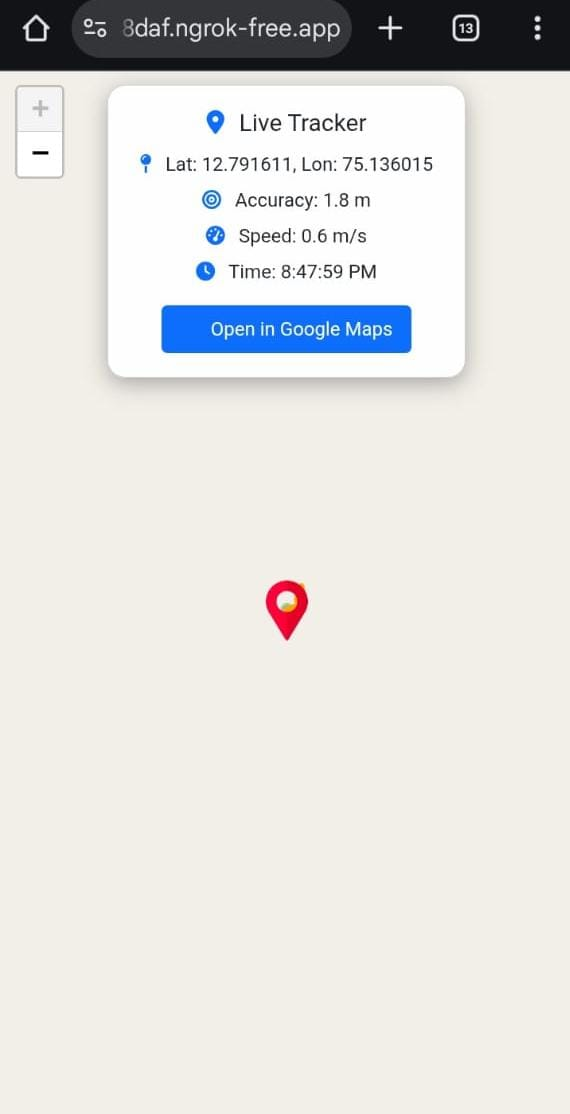 8daf.ngrok-free.app
13
+
−
Live Tracker
Lat: 12.791611, Lon: 75.136015
Accuracy: 1.8 m
Speed: 0.6 m/s
Time: 8:47:59 PM
Open in Google Maps